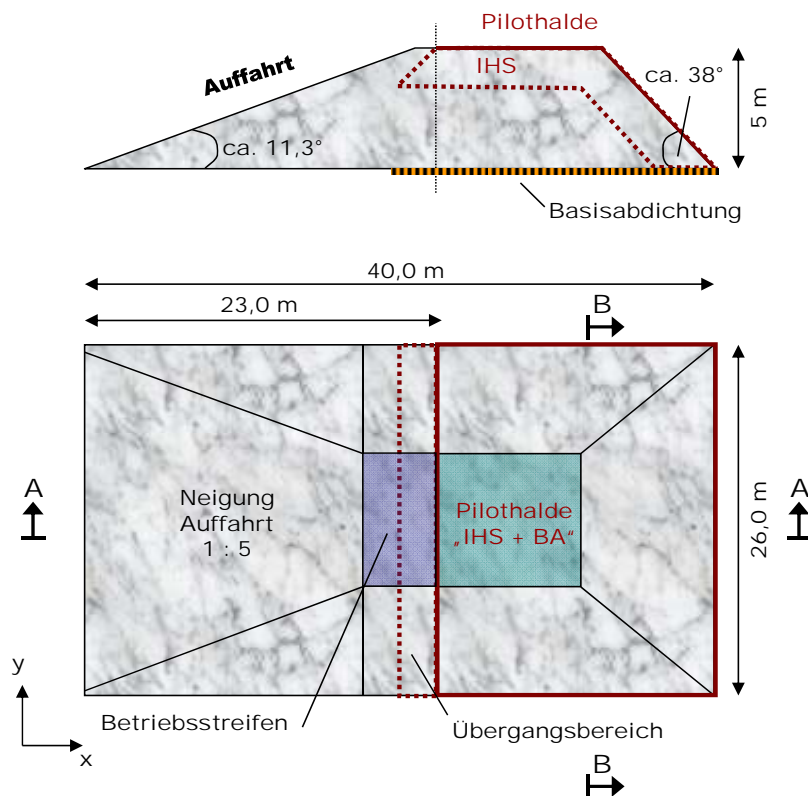 Pilothalde
IHS
Auffahrt
ca. 38°
5 m
ca. 11,3°
Basisabdichtung
40,0 m
23,0 m
B
A
A
Neigung
Auffahrt
1 : 5
Pilothalde
„IHS + BA“
26,0 m
y
x
Betriebsstreifen
Übergangsbereich
B